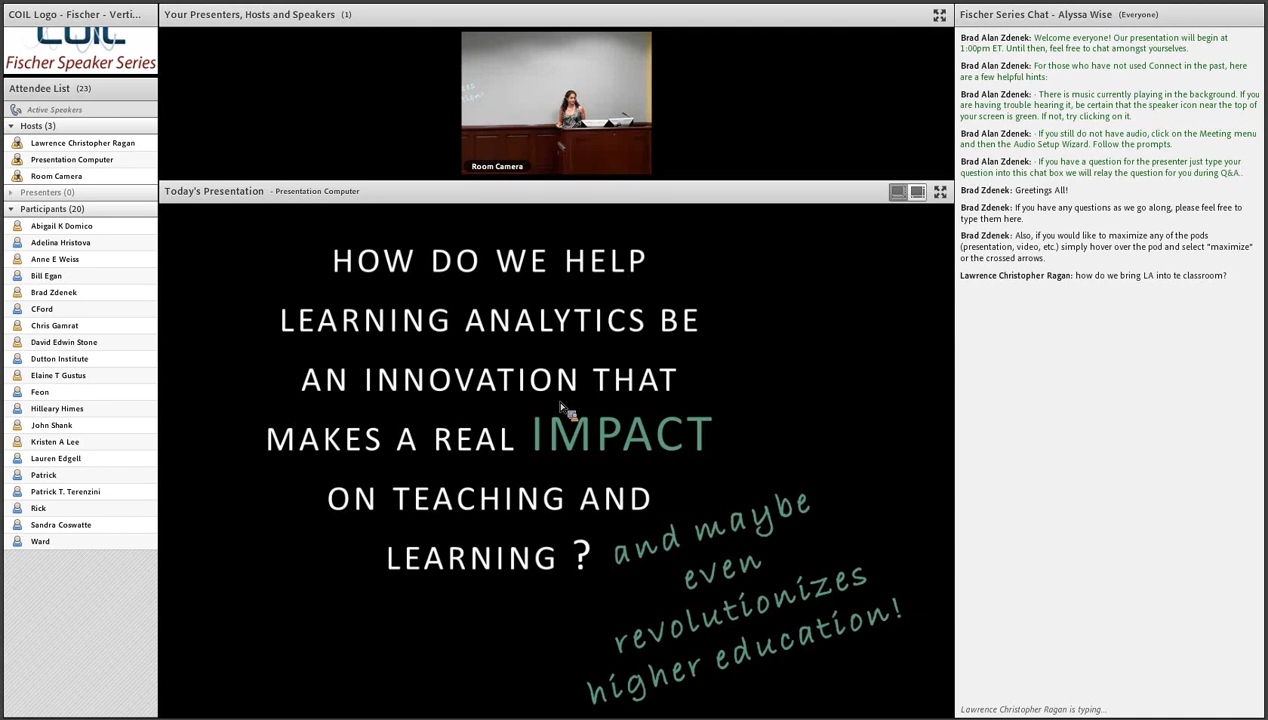 COIL Logo - Fischer - Verti...
COIL
Fischer Speaker Series
Attendee List (23)
Active Speakers
Hosts (3)
Lawrence Christopher Ragan
Presentation Computer
Room Camera
Presenters (0)
Participants (20)
Abigail K Domico
Adelina Hristova
Anne E Weiss
Bill Egan
Brad Zdenek
CFord
Chris Gamrat
David Edwin Stone
Dutton Institute
Elaine T Gustus
Feon
Hilleary Himes
John Shank
Kristen A Lee
Lauren Edgell
Patrick
Patrick T. Terenzini
Rick
Sandra Coswatte
Ward
Your Presenters, Hosts and Speakers (1)
Room Camera
Today's Presentation - Presentation Computer
HOW DO WE HELP
LEARNING ANALYTICS BE
AN INNOVATION THAT
MAKES A REAL IMPACT
ON TEACHING AND
LEARNING ?
and maybe
even
revolutionizes
higher education!
Fischer Series Chat - Alyssa Wise (Everyone)
Brad Alan Zdenek: Welcome everyone! Our presentation will begin at
1:00pm ET. Until then, feel free to chat amongst yourselves.
Brad Alan Zdenek: For those who have not used Connect in the past, here
are a few helpful hints:
Brad Alan Zdenek: · There is music currently playing in the background. If you
are having trouble hearing it, be certain that the speaker icon near the top of
your screen is green. If not, try clicking on it.
Brad Alan Zdenek: · If you still do not have audio, click on the Meeting menu
and then the Audio Setup Wizard. Follow the prompts.
Brad Alan Zdenek: · If you have a question for the presenter just type your
question into this chat box we will relay the question for you during Q&A..
Brad Zdenek: Greetings All!
Brad Zdenek: If you have any questions as we go along, please feel free to
type them here.
Brad Zdenek: Also, if you would like to maximize any of the pods
(presentation, video, etc.) simply hover over the pod and select "maximize"
or the crossed arrows.
Lawrence Christopher Ragan: how do we bring LA into te classroom?
Lawrence Christopher Ragan is typing...